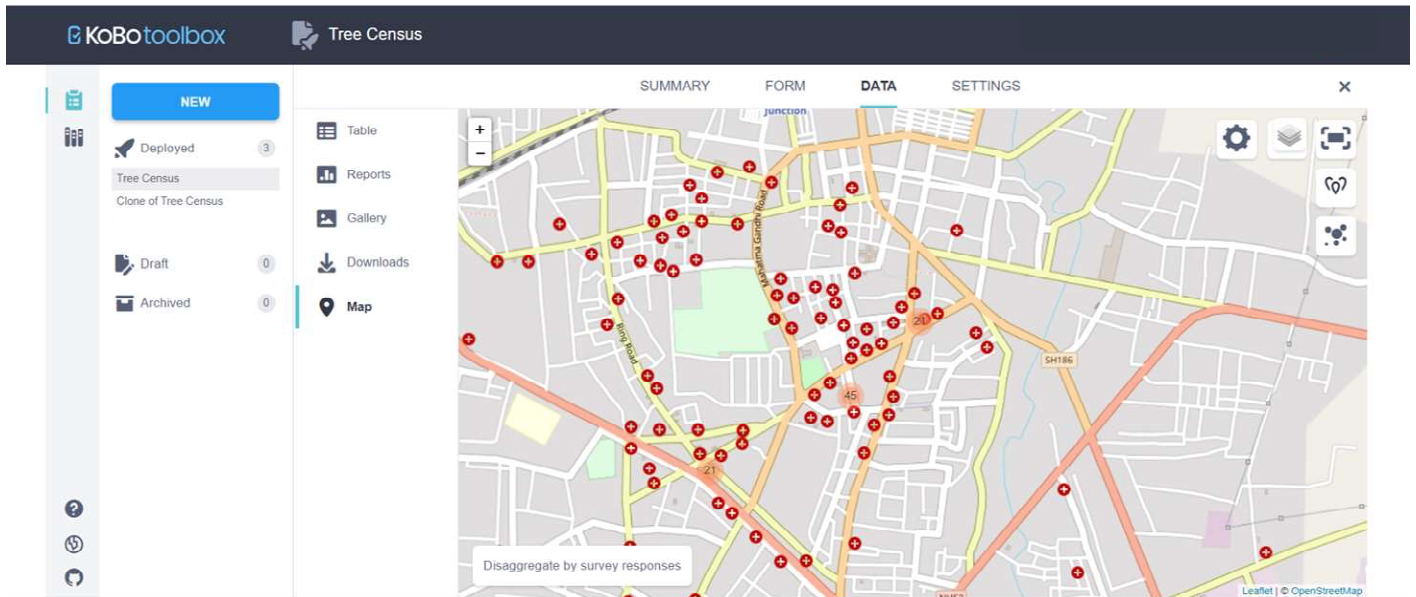 KoBotoolbox
Tree Census
SUMMARY FORM DATA SETTINGS ×
NEW
Deployed 3
Tree Census
Clone of Tree Census
Draft 0
Archived 0
Table
Reports
Gallery
Downloads
Map
+
−
Junction
Mahatma Gandhi Road
Ring Road
SH186
21
45
21
Disaggregate by survey responses
Leaflet | © OpenStreetMap